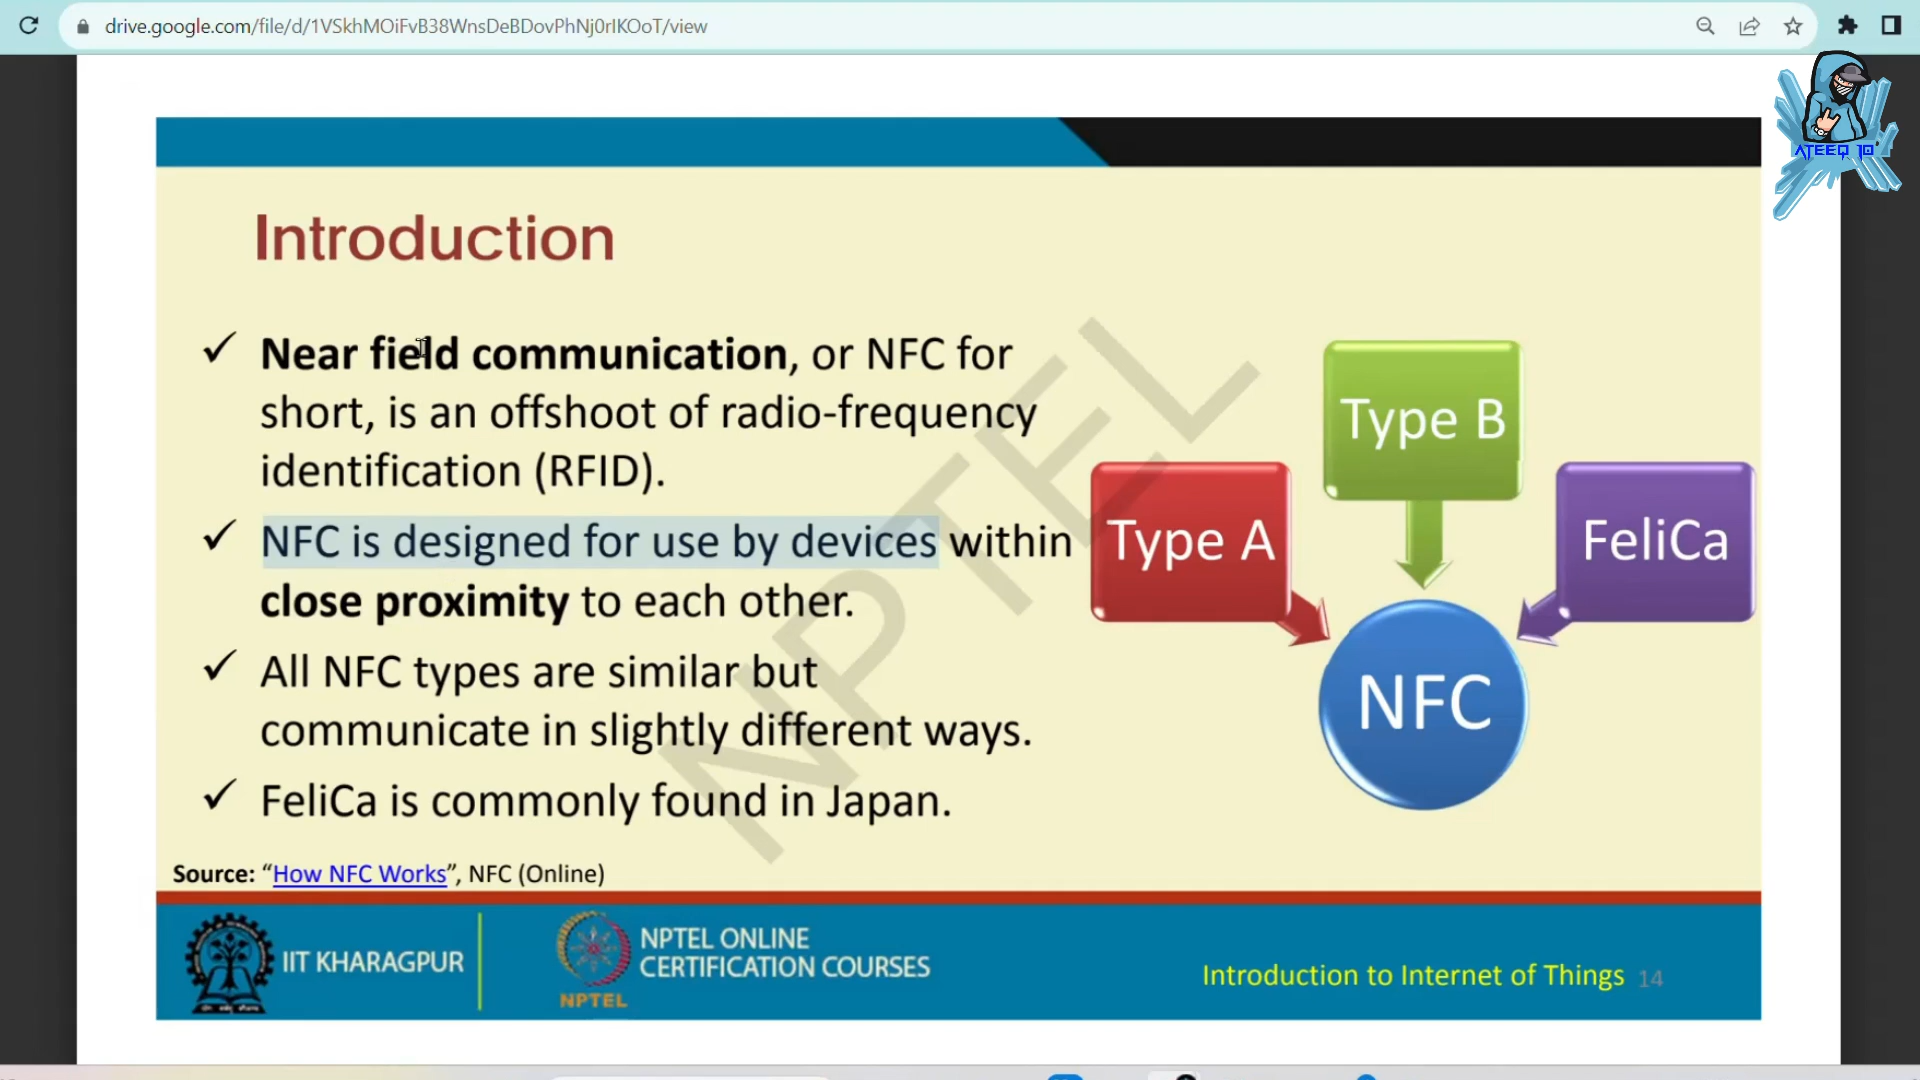 drive.google.com/file/d/1VSkhMOiFvB38WnsDeBDovPhNj0rIKOoT/view
ATEEQ 10
Introduction
✓ Near field communication, or NFC for
short, is an offshoot of radio-frequency
identification (RFID).
✓ NFC is designed for use by devices within
close proximity to each other.
✓ All NFC types are similar but
communicate in slightly different ways.
✓ FeliCa is commonly found in Japan.
Type A
Type B
FeliCa
NFC
NPTEL
Source: “How NFC Works”, NFC (Online)
IIT KHARAGPUR
NPTEL
NPTEL ONLINE
CERTIFICATION COURSES
Introduction to Internet of Things 14